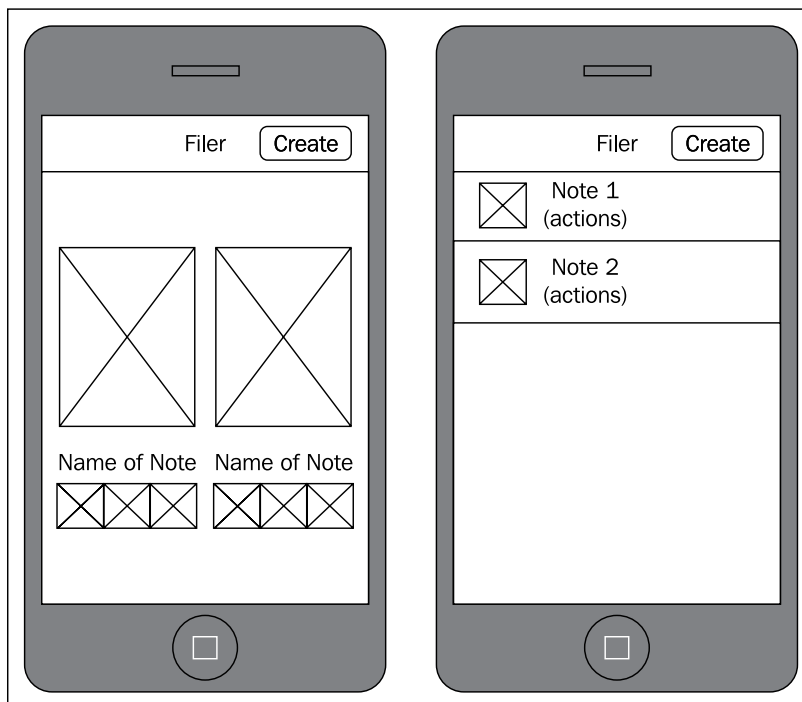 Filer Create
Name of Note Name of Note
Filer Create
Note 1
(actions)
Note 2
(actions)